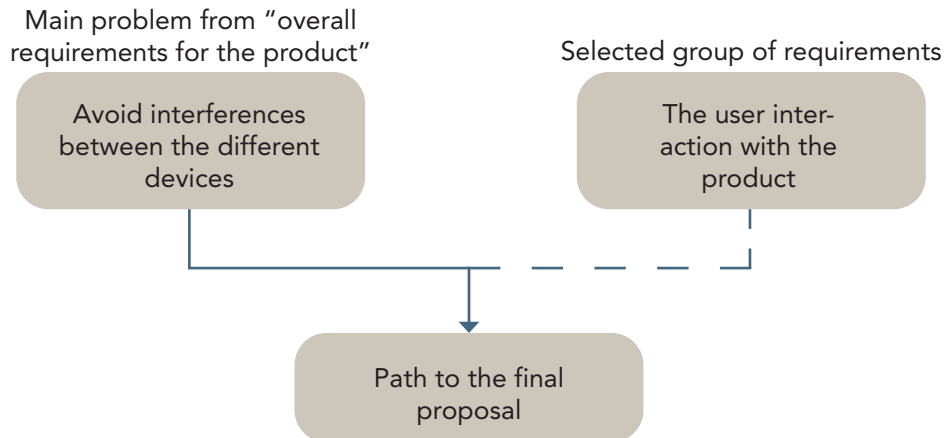 Main problem from “overall
requirements for the product”
Selected group of requirements
Avoid interferences
between the different
devices
The user inter-
action with the
product
Path to the final
proposal